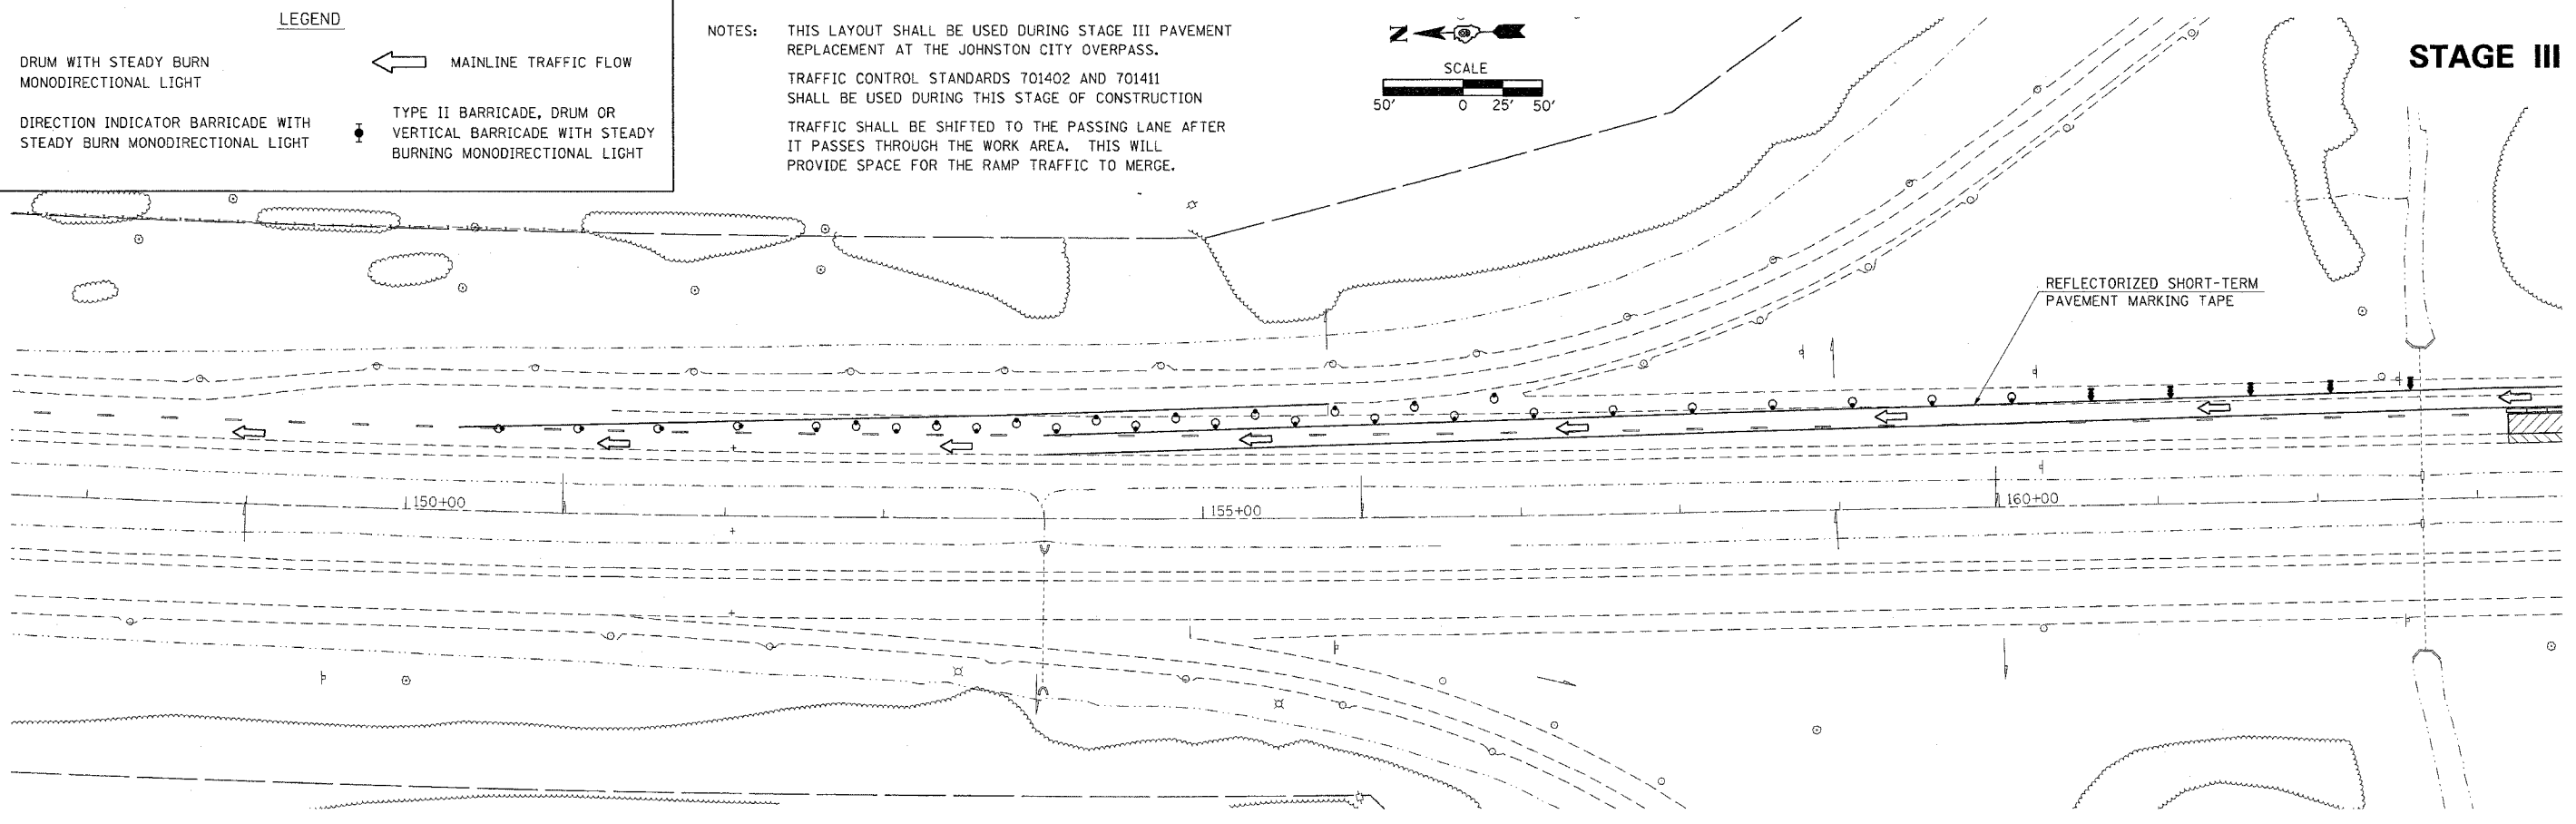 LEGEND
DRUM WITH STEADY BURN
MONODIRECTIONAL LIGHT
MAINLINE TRAFFIC FLOW
DIRECTION INDICATOR BARRICADE WITH
STEADY BURN MONODIRECTIONAL LIGHT
TYPE II BARRICADE, DRUM OR
VERTICAL BARRICADE WITH STEADY
BURNING MONODIRECTIONAL LIGHT
NOTES: THIS LAYOUT SHALL BE USED DURING STAGE III PAVEMENT
REPLACEMENT AT THE JOHNSTON CITY OVERPASS.
TRAFFIC CONTROL STANDARDS 701402 AND 701411
SHALL BE USED DURING THIS STAGE OF CONSTRUCTION
TRAFFIC SHALL BE SHIFTED TO THE PASSING LANE AFTER
IT PASSES THROUGH THE WORK AREA. THIS WILL
PROVIDE SPACE FOR THE RAMP TRAFFIC TO MERGE.
N
SCALE
50' 0 25' 50'
STAGE III
REFLECTORIZED SHORT-TERM
PAVEMENT MARKING TAPE
150+00
155+00
160+00